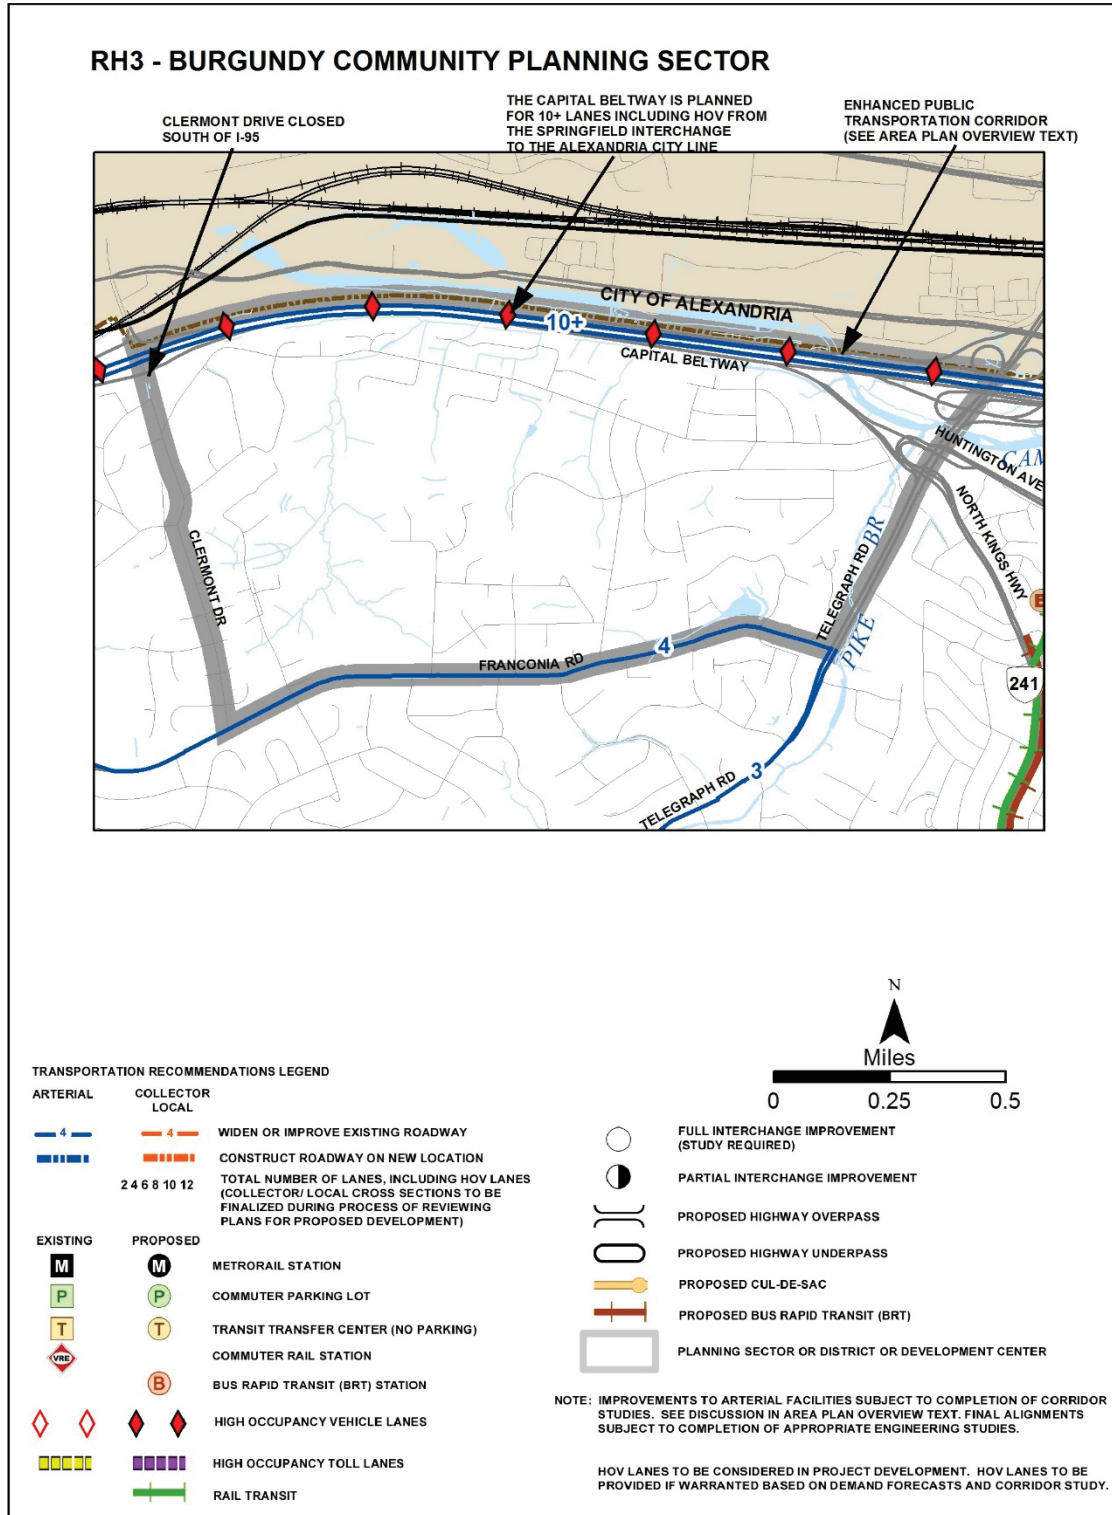 RH3 - BURGUNDY COMMUNITY PLANNING SECTOR
CLERMONT DRIVE CLOSED
SOUTH OF I-95
THE CAPITAL BELTWAY IS PLANNED
FOR 10+ LANES INCLUDING HOV FROM
THE SPRINGFIELD INTERCHANGE
TO THE ALEXANDRIA CITY LINE
ENHANCED PUBLIC
TRANSPORTATION CORRIDOR
(SEE AREA PLAN OVERVIEW TEXT)
CITY OF ALEXANDRIA
10+
CAPITAL BELTWAY
HUNTINGTON AVE
CAM
NORTH KINGS HWY
CLERMONT DR
TELEGRAPH RD
PIKE BR
B
FRANCONIA RD
4
241
3
TELEGRAPH RD
N
Miles
0 0.25 0.5
TRANSPORTATION RECOMMENDATIONS LEGEND
ARTERIAL COLLECTOR
LOCAL
4 4 WIDEN OR IMPROVE EXISTING ROADWAY
CONSTRUCT ROADWAY ON NEW LOCATION
2 4 6 8 10 12 TOTAL NUMBER OF LANES, INCLUDING HOV LANES
(COLLECTOR/ LOCAL CROSS SECTIONS TO BE
FINALIZED DURING PROCESS OF REVIEWING
PLANS FOR PROPOSED DEVELOPMENT)
EXISTING PROPOSED
M M METRORAIL STATION
P P COMMUTER PARKING LOT
T T TRANSIT TRANSFER CENTER (NO PARKING)
VRE COMMUTER RAIL STATION
B BUS RAPID TRANSIT (BRT) STATION
HIGH OCCUPANCY VEHICLE LANES
HIGH OCCUPANCY TOLL LANES
RAIL TRANSIT
FULL INTERCHANGE IMPROVEMENT
(STUDY REQUIRED)
PARTIAL INTERCHANGE IMPROVEMENT
PROPOSED HIGHWAY OVERPASS
PROPOSED HIGHWAY UNDERPASS
PROPOSED CUL-DE-SAC
PROPOSED BUS RAPID TRANSIT (BRT)
PLANNING SECTOR OR DISTRICT OR DEVELOPMENT CENTER
NOTE: IMPROVEMENTS TO ARTERIAL FACILITIES SUBJECT TO COMPLETION OF CORRIDOR
STUDIES. SEE DISCUSSION IN AREA PLAN OVERVIEW TEXT. FINAL ALIGNMENTS
SUBJECT TO COMPLETION OF APPROPRIATE ENGINEERING STUDIES.
HOV LANES TO BE CONSIDERED IN PROJECT DEVELOPMENT. HOV LANES TO BE
PROVIDED IF WARRANTED BASED ON DEMAND FORECASTS AND CORRIDOR STUDY.